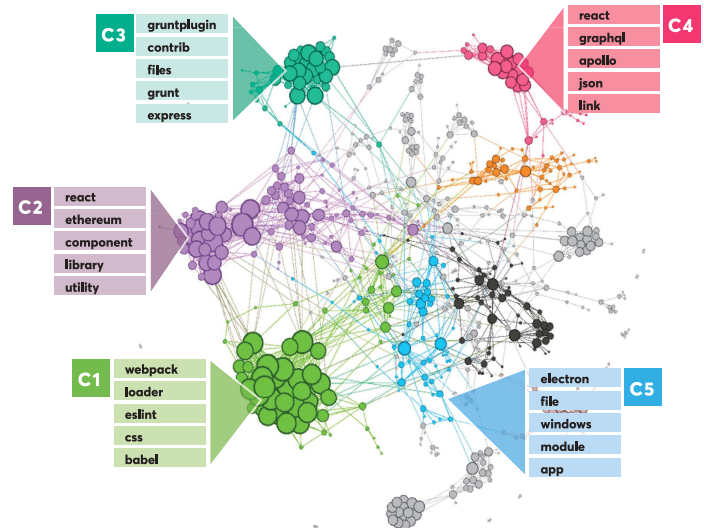 C3
gruntplugin
contrib
files
grunt
express
react
graphql
apollo
json
link
C4
C2
react
ethereum
component
library
utility
C1
webpack
loader
eslint
css
babel
electron
file
windows
module
app
C5